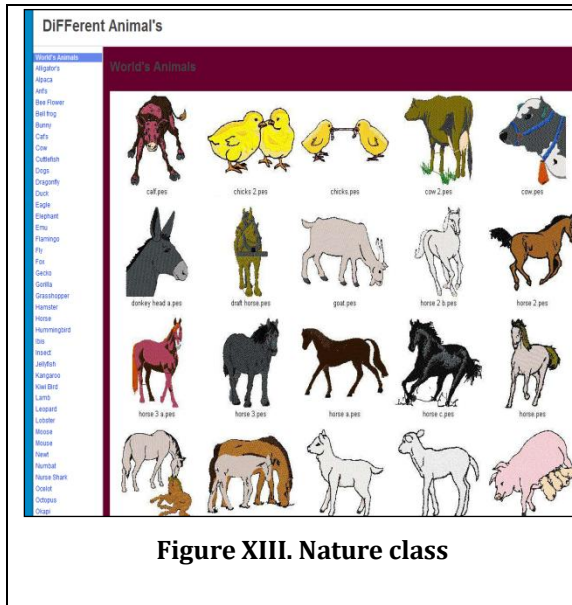 DiFFerent Animal's
World's Animals
Alligator's
Alpaca
Ants
Bee Flower
Bell frog
Bunny
Cats
Cow
Cuttlefish
Dogs
Dragonfly
Duck
Eagle
Elephant
Emu
Flamingo
Fly
Fox
Gecko
Gorilla
Grasshopper
Hamster
Horse
Hummingbird
Ibis
Insect
Jellyfish
Kangaroo
Kiwi Bird
Lamb
Leopard
Lobster
Moose
Mouse
Newt
Numbat
Nurse Shark
Ocelot
Octopus
Okapi
World's Animals
calf.pes chicks 2.pes chicks.pes cow 2.pes cow.pes
donkey head a.pes draft horse.pes goat.pes horse 2 b.pes horse 2.pes
horse 3 a.pes horse 3.pes horse a.pes horse c.pes horse.pes
Figure XIII. Nature class